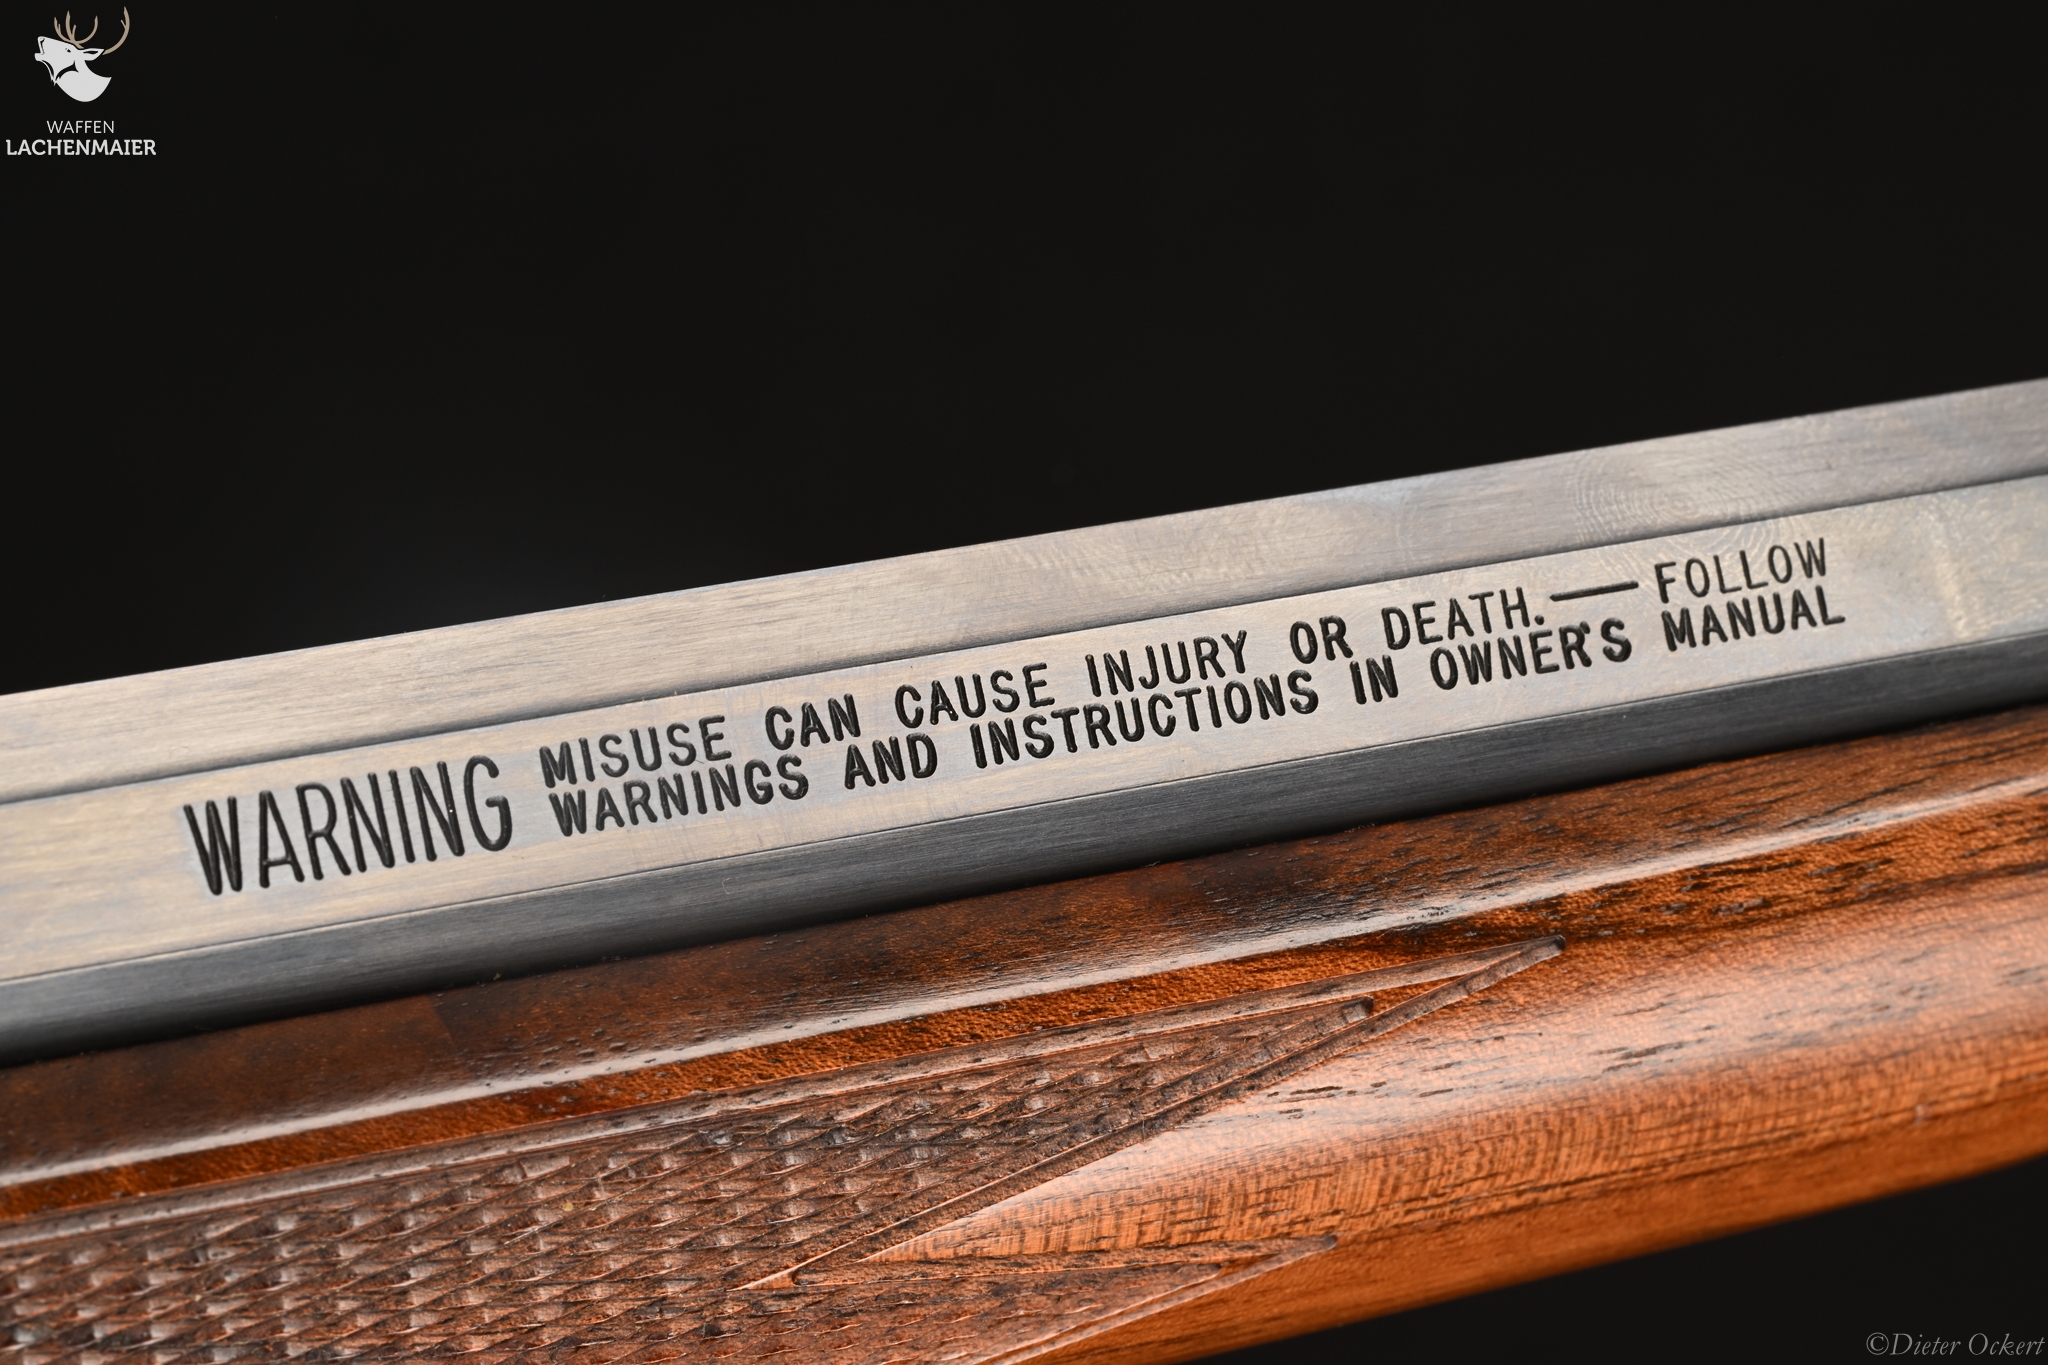 WAFFEN
LACHENMAIER
WARNING
MISUSE CAN CAUSE INJURY OR DEATH.—FOLLOW
WARNINGS AND INSTRUCTIONS IN OWNER'S MANUAL
©Dieter Ockert